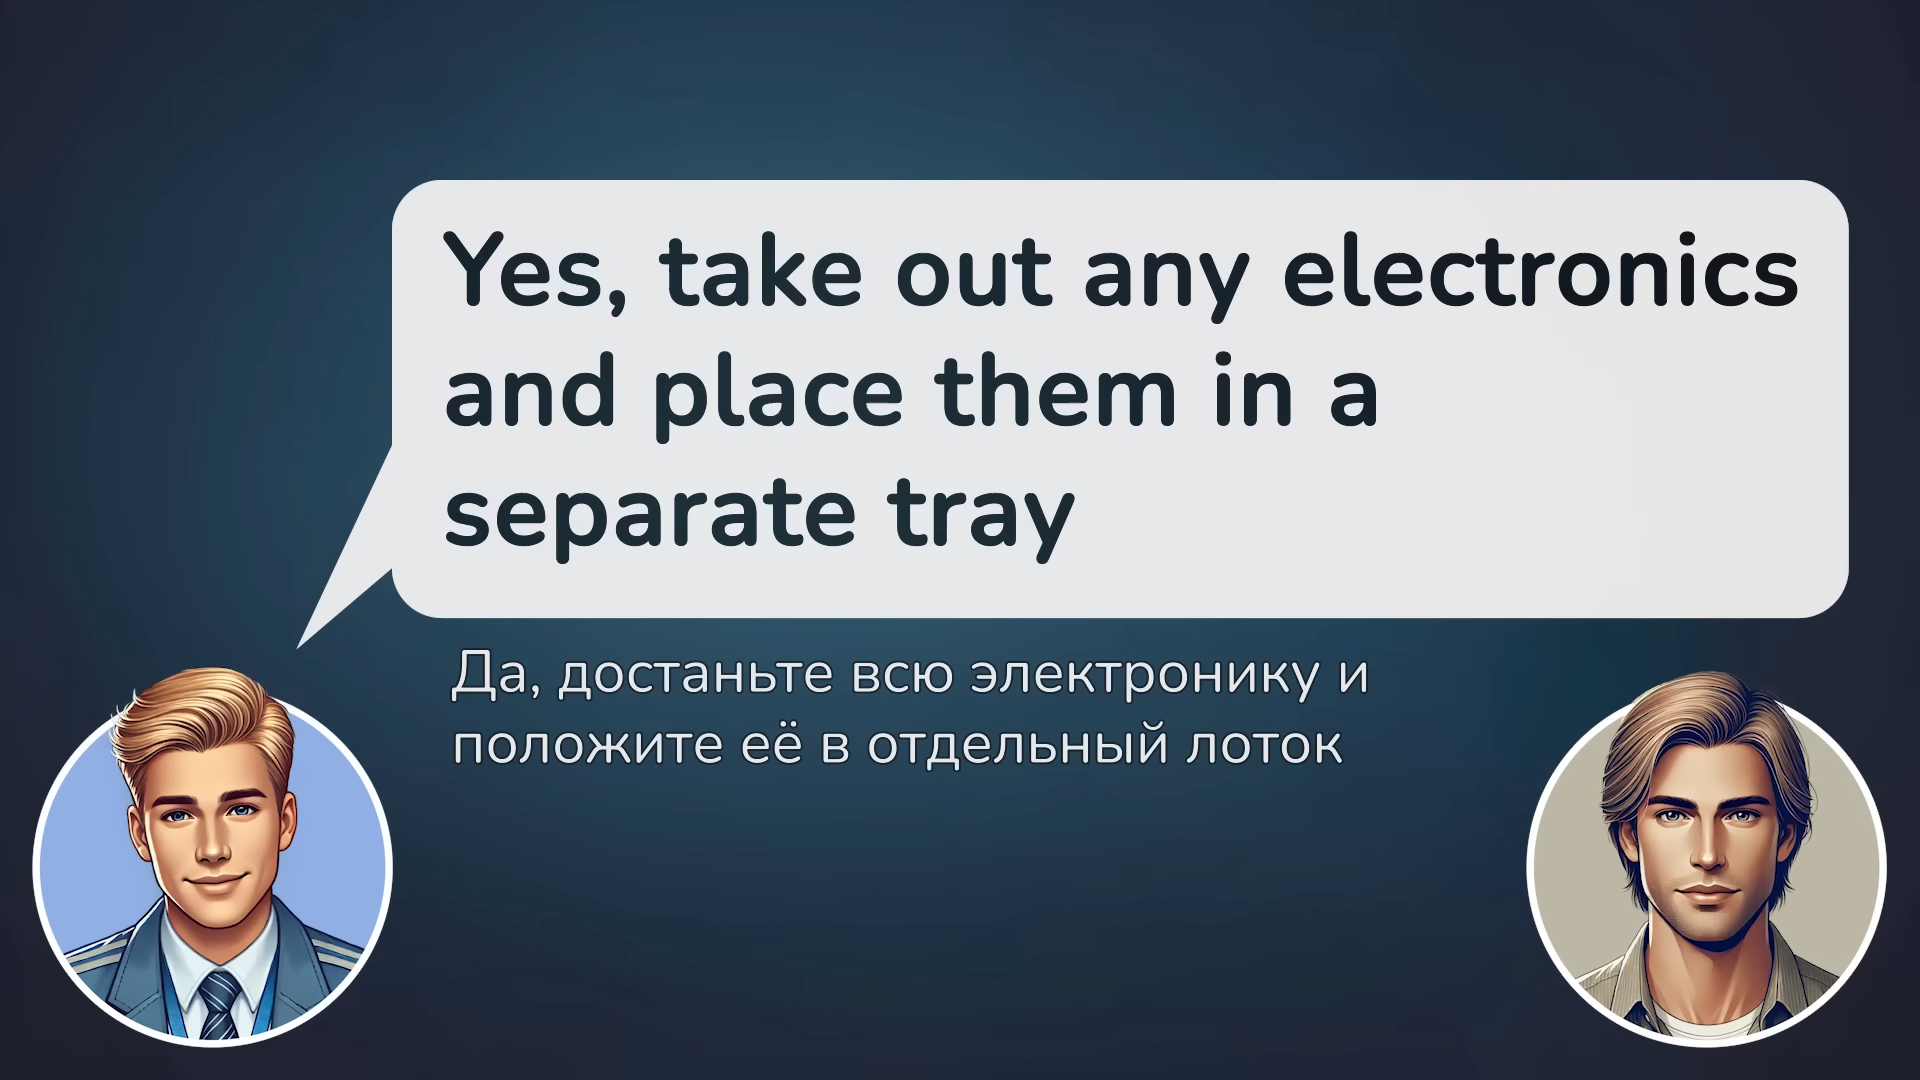 Yes, take out any electronics
and place them in a
separate tray
Да, достаньте всю электронику и
положите её в отдельный лоток